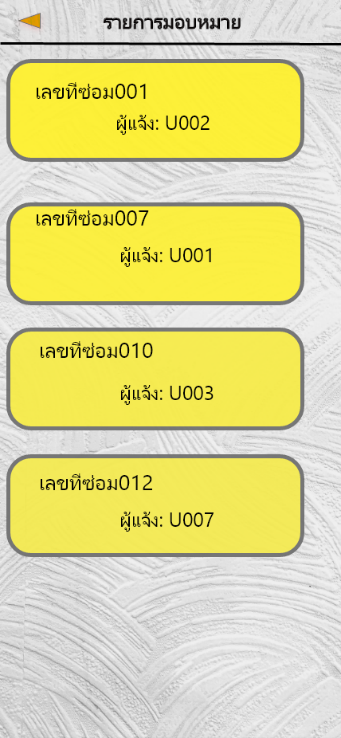 รายการมอบหมาย
เลขที่ซ่อม001
ผู้แจ้ง: U002
เลขที่ซ่อม007
ผู้แจ้ง: U001
เลขที่ซ่อม010
ผู้แจ้ง: U003
เลขที่ซ่อม012
ผู้แจ้ง: U007